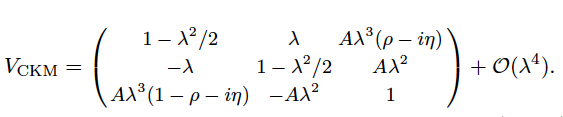 V_CKM = ( 1 − λ²/2 λ Aλ³(ρ − iη)
−λ 1 − λ²/2 Aλ²
Aλ³(1 − ρ − iη) −Aλ² 1 ) + 𝒪(λ⁴).